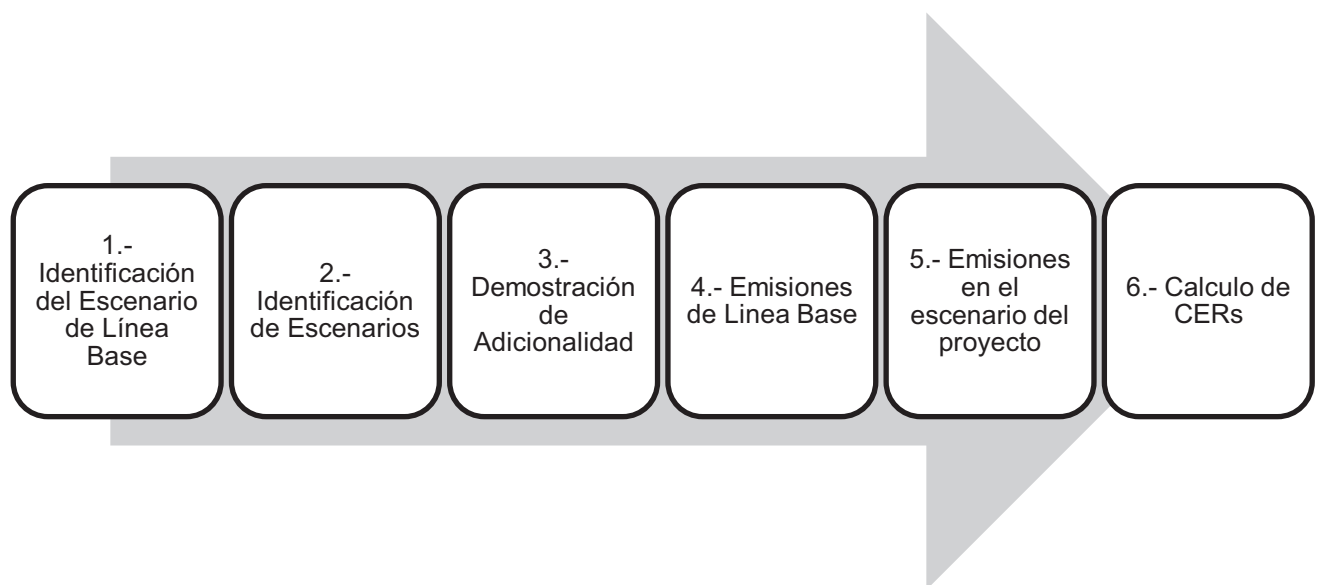 1.-
Identificación
del Escenario
de Línea
Base
2.-
Identificación
de Escenarios
3.-
Demostración
de
Adicionalidad
4.- Emisiones
de Linea Base
5.- Emisiones
en el
escenario del
proyecto
6.- Calculo de
CERs